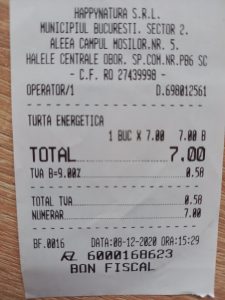 HAPPYNATURA S.R.L.
MUNICIPIUL BUCURESTI. SECTOR 2.
ALEEA CAMPUL MOSILOR.NR. 5.
HALELE CENTRALE OBOR. SP.COM.NR.PB6 SC
- C.F. RO 27439998 -
OPERATOR/1 D.698012561
TURTA ENERGETICA
1 BUC X 7.00 7.00 B
TOTAL 7.00
TVA B=9.00% 0.58
TOTAL TVA 0.58
NUMERAR 7.00
BF.0016 DATA:08-12-2020 ORA:15:29
6000168623
BON FISCAL